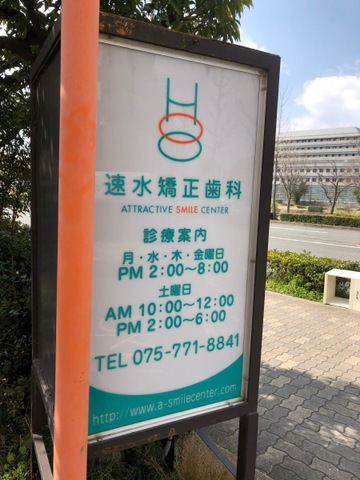 速水矯正歯科
ATTRACTIVE SMILE CENTER
診療案内
月・水・木・金曜日
PM 2:00～8:00
土曜日
AM 10:00～12:00
PM 2:00～6:00
TEL 075-771-8841
http://www.a-smilecenter.com